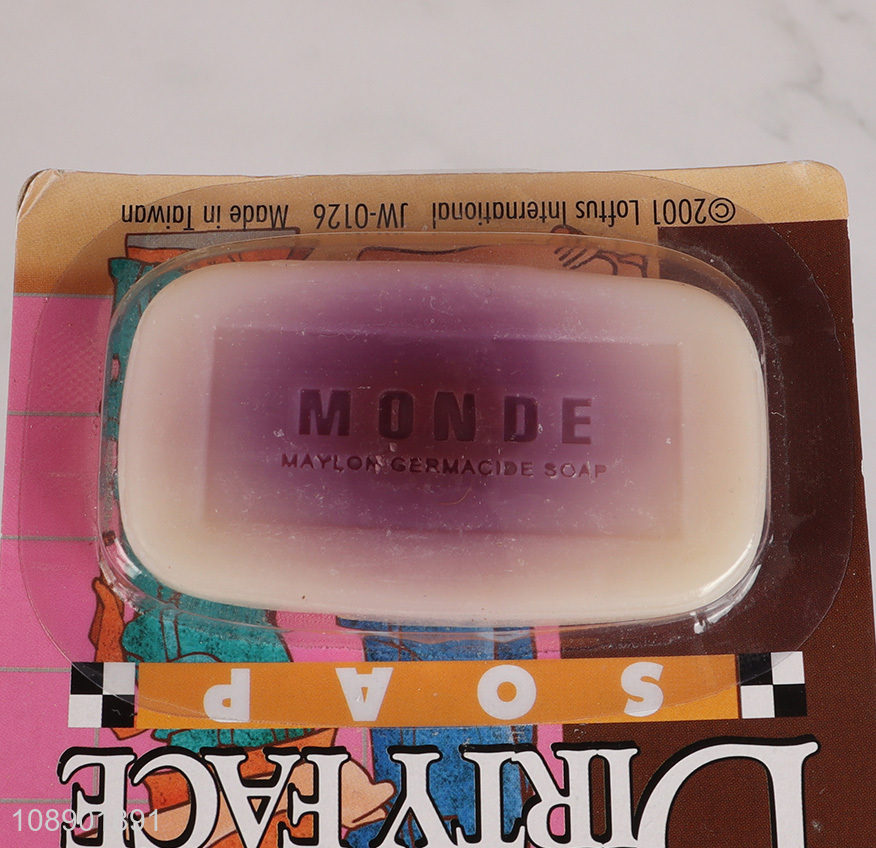 ©2001 Loftus International JW-0126 Made in Taiwan
MONDE
MAYLON GERMACIDE SOAP
SOAP
DIRTY FACE